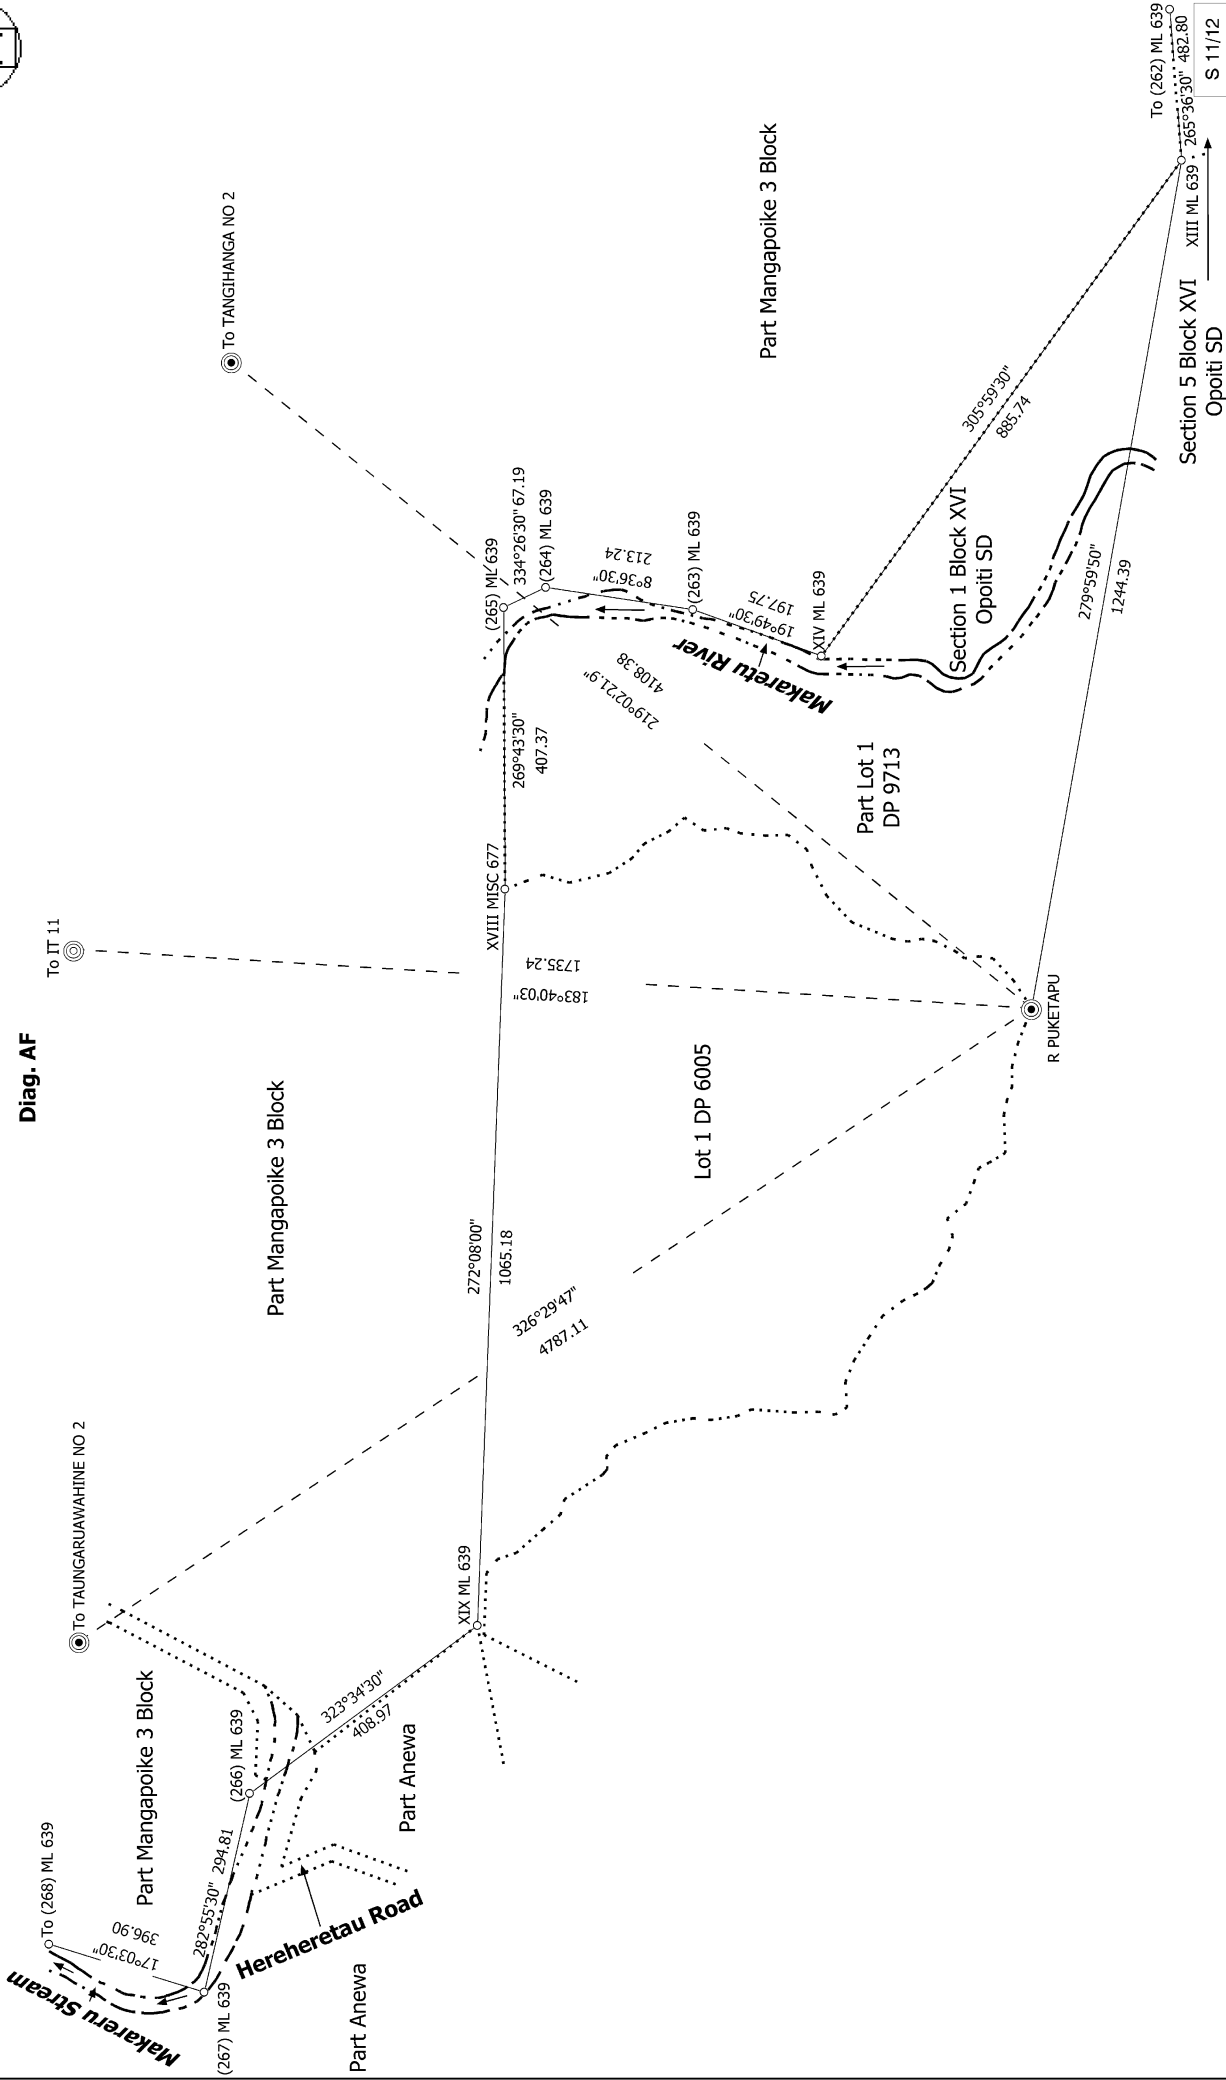 Diag. AF
To TAUNGARUAWAHINE NO 2
To IT 11
To TANGIHANGA NO 2
To (262) ML 639
265°36'30" 482.80
S 11/12
XIII ML 639
Section 5 Block XVI
Opoiti SD
Part Mangapoike 3 Block
305°59'30"
885.74
279°59'50"
1244.39
Section 1 Block XVI
Opoiti SD
(265) ML 639
334°26'30" 67.19
(264) ML 639
213.24
8°36'30"
(263) ML 639
197.75
19°49'30"
XIV ML 639
Makaretu River
4108.38
219°02'21.9"
269°43'30"
407.37
Part Lot 1
DP 9713
XVIII MISC 677
1735.24
183°40'03"
R PUKETAPU
Lot 1 DP 6005
Part Mangapoike 3 Block
272°08'00"
1065.18
326°29'47"
4787.11
XIX ML 639
323°34'30"
408.97
Part Mangapoike 3 Block
(266) ML 639
Part Anewa
To (268) ML 639
282°55'30" 294.81
396.90
17°03'30"
Makareru Stream
(267) ML 639
Hereheretau Road
Part Anewa